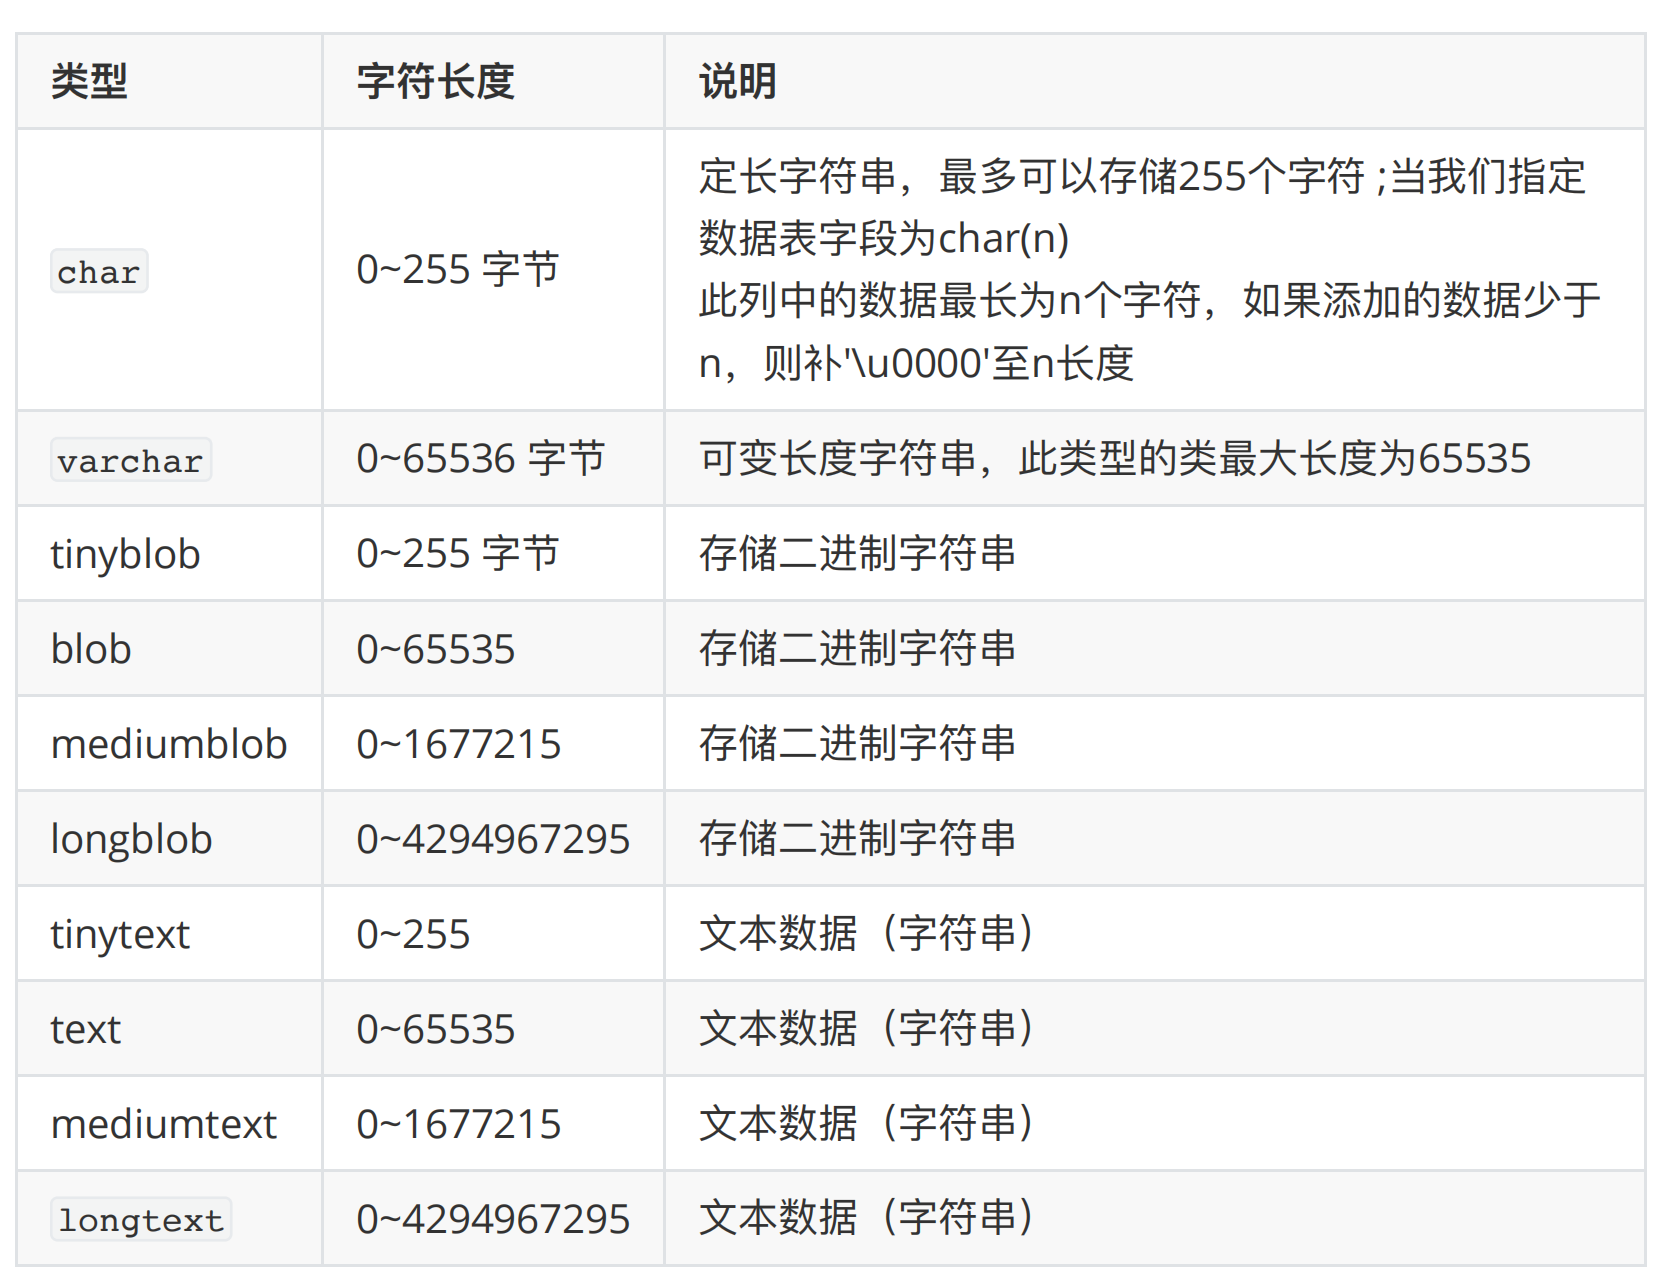 类型 字符长度 说明
定长字符串，最多可以存储255个字符 ;当我们指定
数据表字段为char(n)
char 0~255 字节
此列中的数据最长为n个字符，如果添加的数据少于
n，则补'\u0000'至n长度
varchar 0~65536 字节 可变长度字符串，此类型的类最大长度为65535
tinyblob 0~255 字节 存储二进制字符串
blob 0~65535 存储二进制字符串
mediumblob 0~1677215 存储二进制字符串
longblob 0~4294967295 存储二进制字符串
tinytext 0~255 文本数据（字符串）
text 0~65535 文本数据（字符串）
mediumtext 0~1677215 文本数据（字符串）
longtext 0~4294967295 文本数据（字符串）